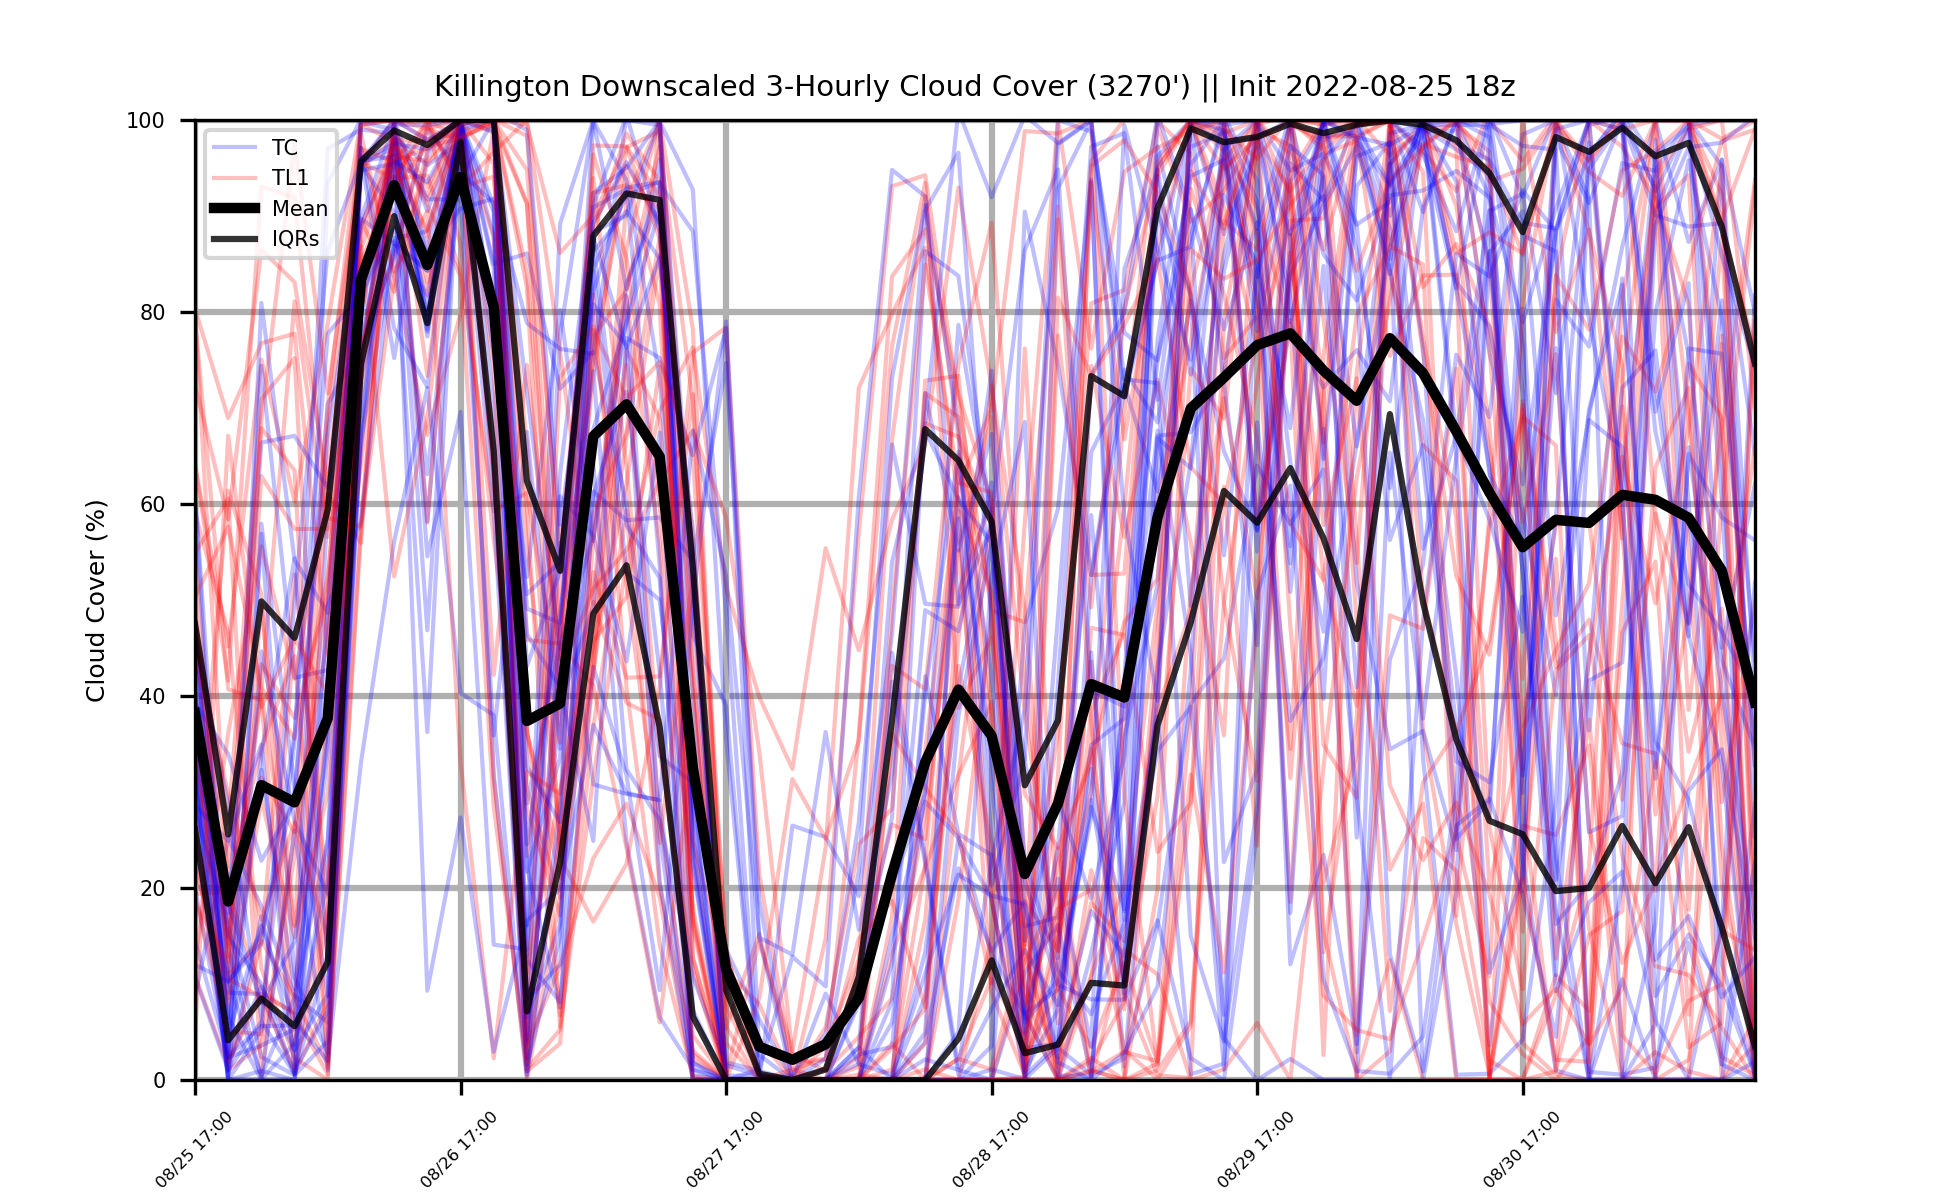 Killington Downscaled 3-Hourly Cloud Cover (3270') || Init 2022-08-25 18z
TC
TL1
Mean
IQRs
Cloud Cover (%)
100
80
60
40
20
0
08/25 17:00
08/26 17:00
08/27 17:00
08/28 17:00
08/29 17:00
08/30 17:00